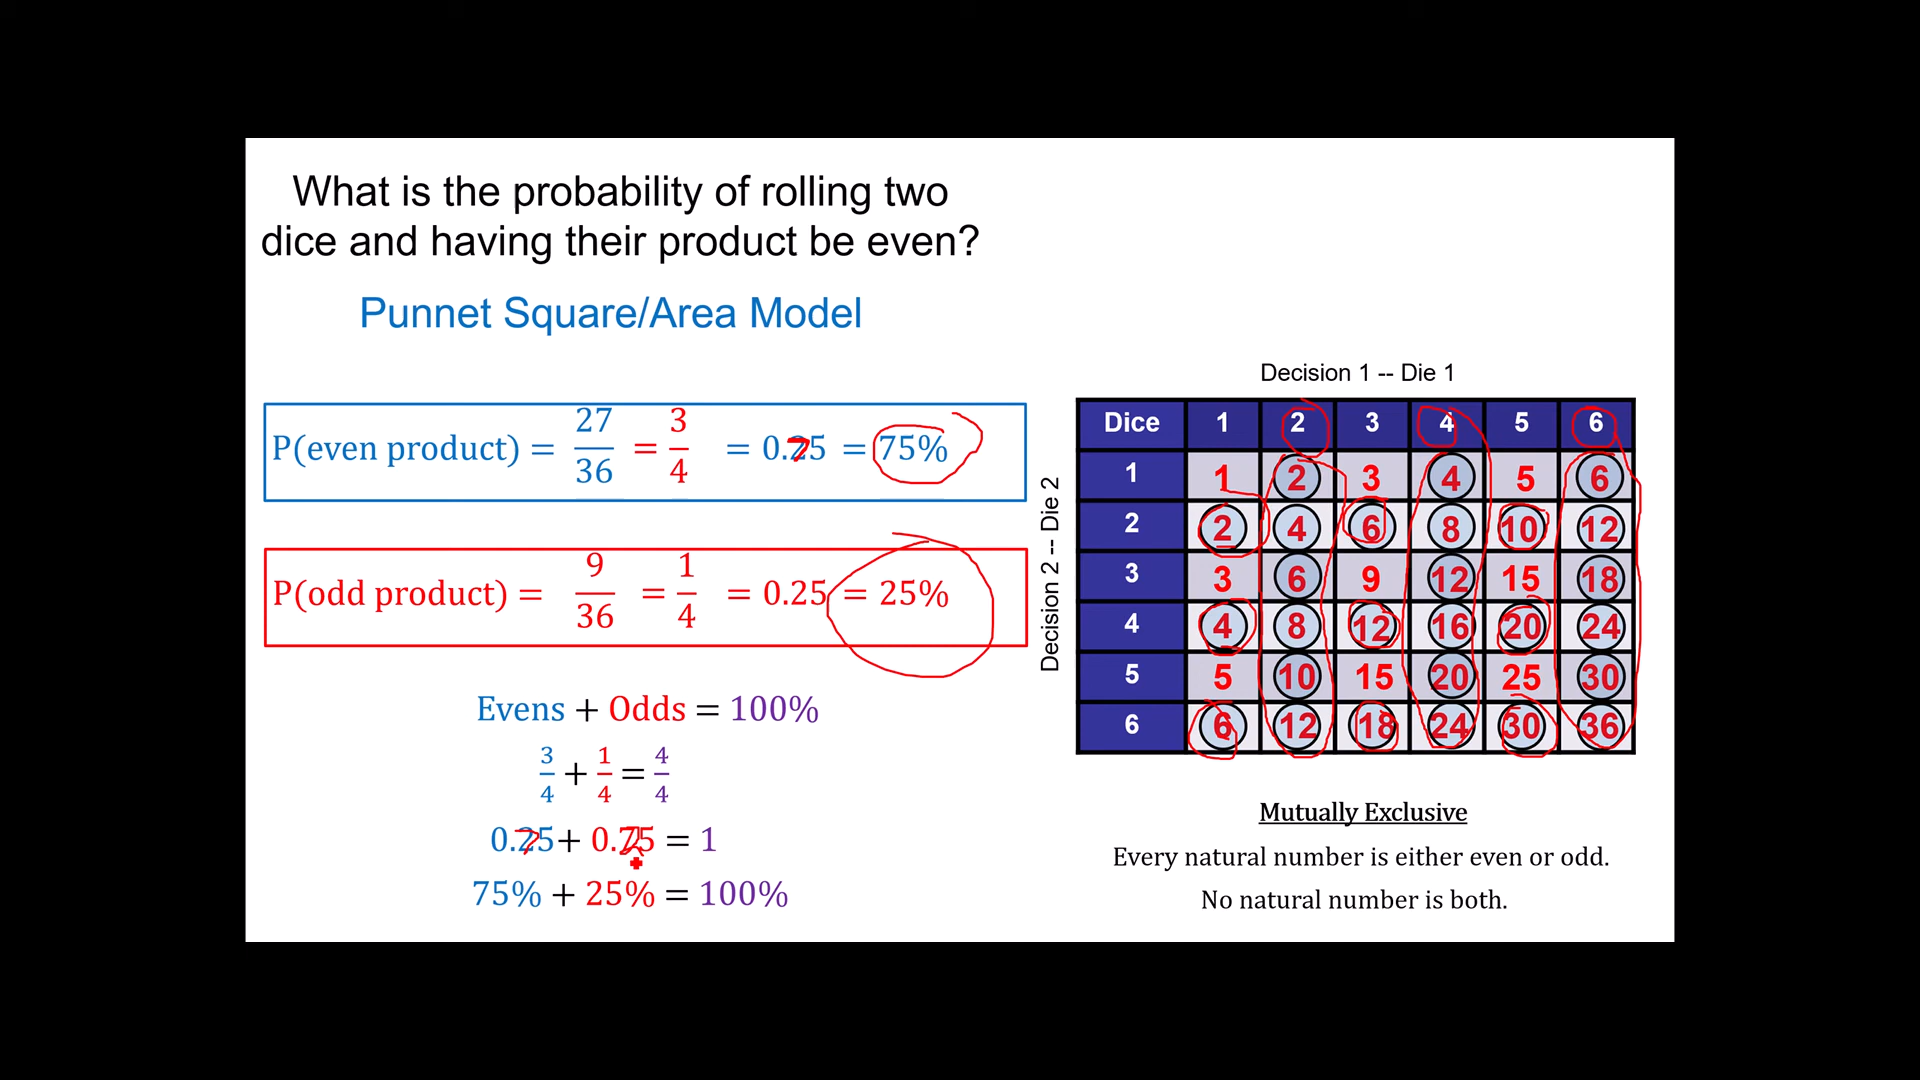 What is the probability of rolling two
dice and having their product be even?
Punnet Square/Area Model
P(even product) = 27/36 = 3/4 = 0.75 = 75%
P(odd product) = 9/36 = 1/4 = 0.25 = 25%
Evens + Odds = 100%
3/4 + 1/4 = 4/4
0.75 + 0.25 = 1
75% + 25% = 100%
Decision 1 -- Die 1
Decision 2 -- Die 2
Dice 1 2 3 4 5 6
1 1 2 3 4 5 6
2 2 4 6 8 10 12
3 3 6 9 12 15 18
4 4 8 12 16 20 24
5 5 10 15 20 25 30
6 6 12 18 24 30 36
Mutually Exclusive
Every natural number is either even or odd.
No natural number is both.